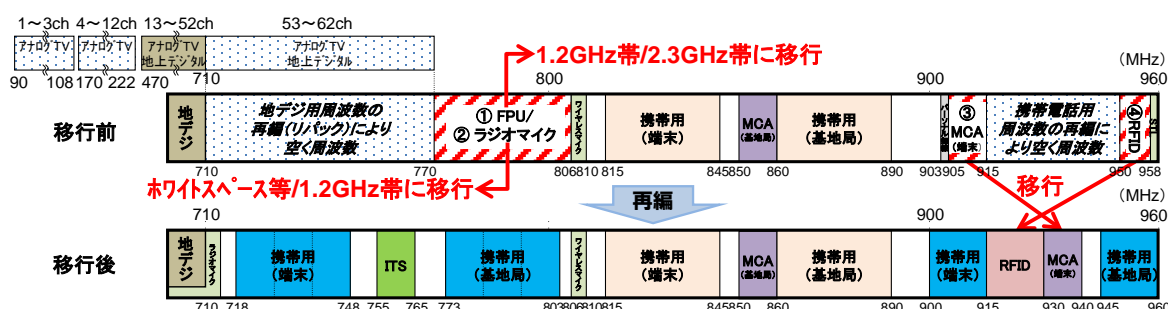 1～3ch 4～12ch 13～52ch 53～62ch
アナログTV アナログTV アナログTV 地上デジタル アナログTV 地上デジタル
90 108 170 222 470 710
1.2GHz帯/2.3GHz帯に移行
800 900 (MHz) 960
移行前
地デジ
地デジ用周波数の
再編(リパック)により
空く周波数
① FPU/
② ラジオマイク
ワイヤレスマイク
携帯用
(端末)
MCA
(基地局)
携帯用
(基地局)
③
MCA
(端末)
携帯電話用
周波数の再編に
より空く周波数
④RFID
STL
710 770 806 810 815 845 850 860 890 903 905 915 950 958
ホワイトスペース等/1.2GHz帯に移行
再編
移行
710 900 (MHz) 960
移行後
地デジ
ラジオマイク
携帯用
(端末)
ITS
携帯用
(基地局)
ワイヤレスマイク
携帯用
(端末)
MCA
(基地局)
携帯用
(基地局)
携帯用
(端末)
RFID
MCA
(端末)
携帯用
(基地局)
710 718 748 755 765 773 803 806 810 815 845 850 860 890 900 915 930 940 945 960